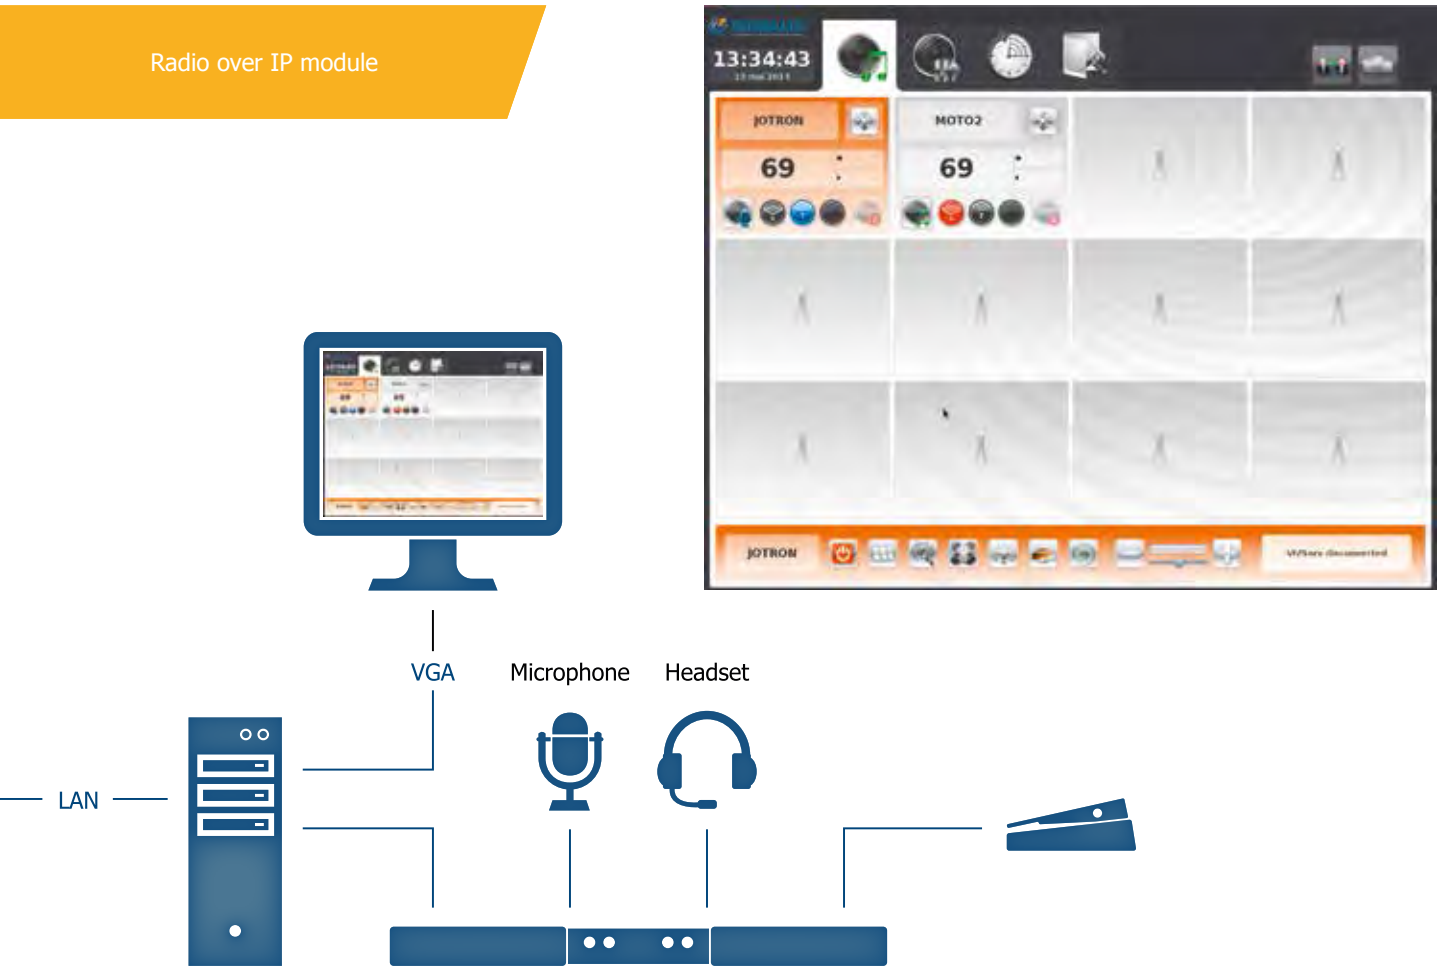 Radio over IP module
13:34:43
JOTRON
MOTO2
69
69
JOTRON
VGA
Microphone
Headset
LAN